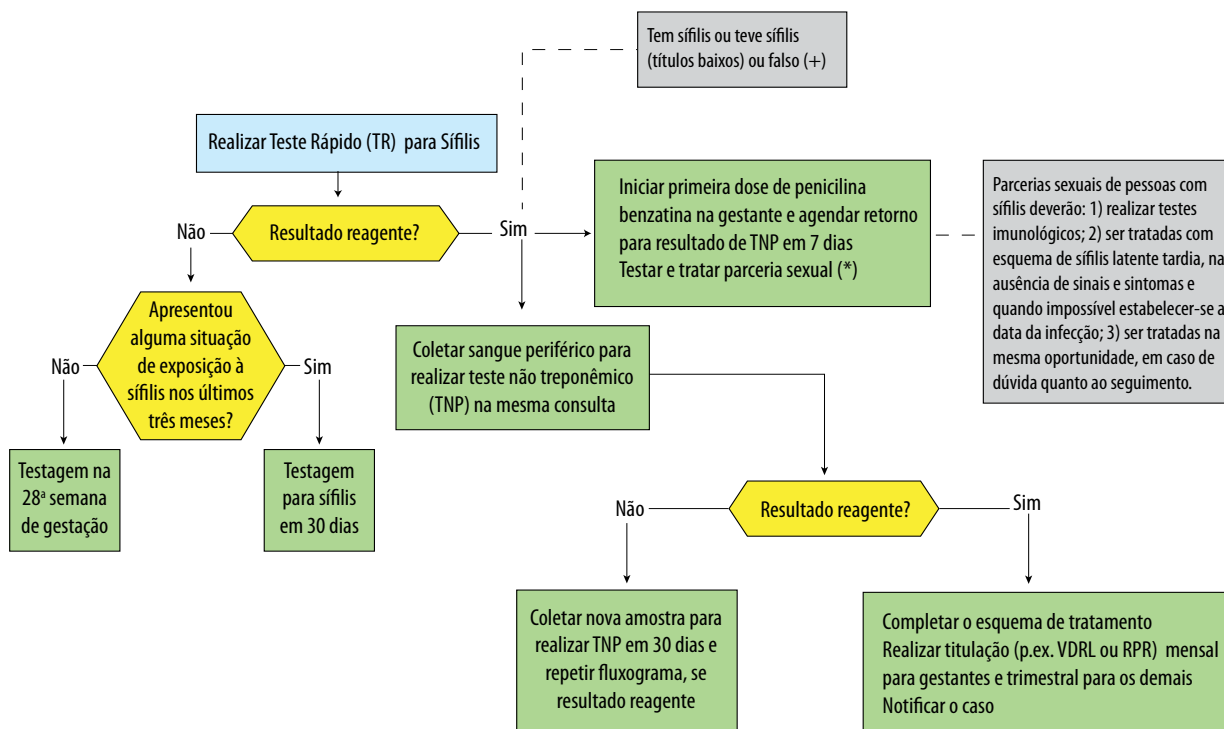 Tem sífilis ou teve sífilis
(títulos baixos) ou falso (+)
Realizar Teste Rápido (TR) para Sífilis
Não
Resultado reagente?
Sim
Iniciar primeira dose de penicilina
benzatina na gestante e agendar retorno
para resultado de TNP em 7 dias
Testar e tratar parceria sexual (*)
Parcerias sexuais de pessoas com
sífilis deverão: 1) realizar testes
imunológicos; 2) ser tratadas com
esquema de sífilis latente tardia, na
ausência de sinais e sintomas e
quando impossível estabelecer-se a
data da infecção; 3) ser tratadas na
mesma oportunidade, em caso de
dúvida quanto ao seguimento.
Não
Apresentou
alguma situação
de exposição à
sífilis nos últimos
três meses?
Sim
Coletar sangue periférico para
realizar teste não treponêmico
(TNP) na mesma consulta
Testagem na
28ª semana
de gestação
Testagem
para sífilis
em 30 dias
Não
Resultado reagente?
Sim
Coletar nova amostra para
realizar TNP em 30 dias e
repetir fluxograma, se
resultado reagente
Completar o esquema de tratamento
Realizar titulação (p.ex. VDRL ou RPR) mensal
para gestantes e trimestral para os demais
Notificar o caso